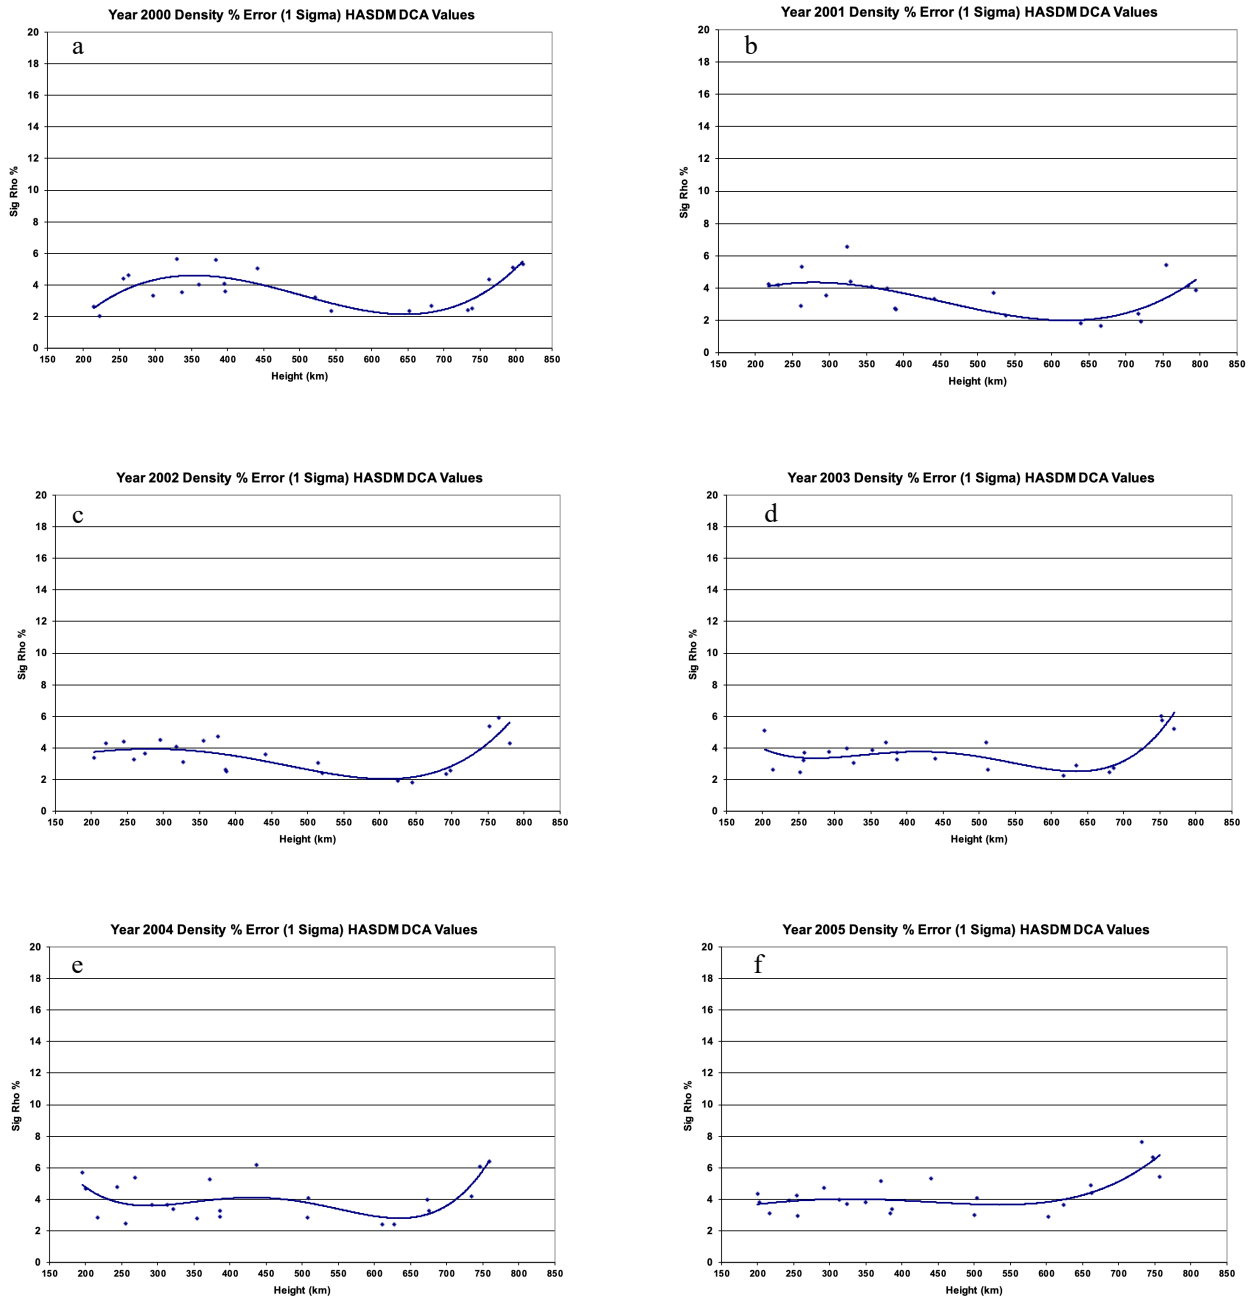 Year 2000 Density % Error (1 Sigma) HASDM DCA Values
a
20
18
16
14
12
10
8
6
4
2
0
Sig Rho %
150 200 250 300 350 400 450 500 550 600 650 700 750 800 850
Height (km)
Year 2001 Density % Error (1 Sigma) HASDM DCA Values
b
20
18
16
14
12
10
8
6
4
2
0
Sig Rho %
150 200 250 300 350 400 450 500 550 600 650 700 750 800 850
Height (km)
Year 2002 Density % Error (1 Sigma) HASDM DCA Values
c
20
18
16
14
12
10
8
6
4
2
0
Sig Rho %
150 200 250 300 350 400 450 500 550 600 650 700 750 800 850
Height (km)
Year 2003 Density % Error (1 Sigma) HASDM DCA Values
d
20
18
16
14
12
10
8
6
4
2
0
Sig Rho %
150 200 250 300 350 400 450 500 550 600 650 700 750 800 850
Height (km)
Year 2004 Density % Error (1 Sigma) HASDM DCA Values
e
20
18
16
14
12
10
8
6
4
2
0
Sig Rho %
150 200 250 300 350 400 450 500 550 600 650 700 750 800 850
Height (km)
Year 2005 Density % Error (1 Sigma) HASDM DCA Values
f
20
18
16
14
12
10
8
6
4
2
0
Sig Rho %
150 200 250 300 350 400 450 500 550 600 650 700 750 800 850
Height (km)